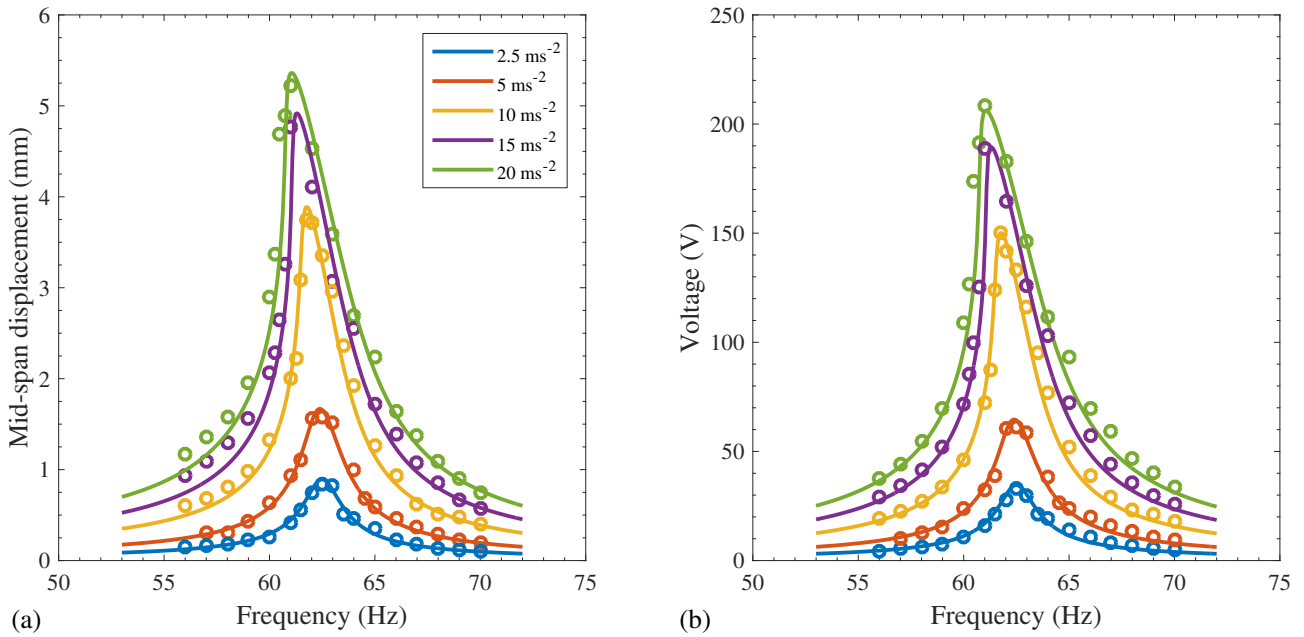 6
5
4
3
2
1
0
50 55 60 65 70 75
Mid-span displacement (mm)
Frequency (Hz)
(a)
2.5 ms-2
5 ms-2
10 ms-2
15 ms-2
20 ms-2
250
200
150
100
50
0
50 55 60 65 70 75
Voltage (V)
Frequency (Hz)
(b)